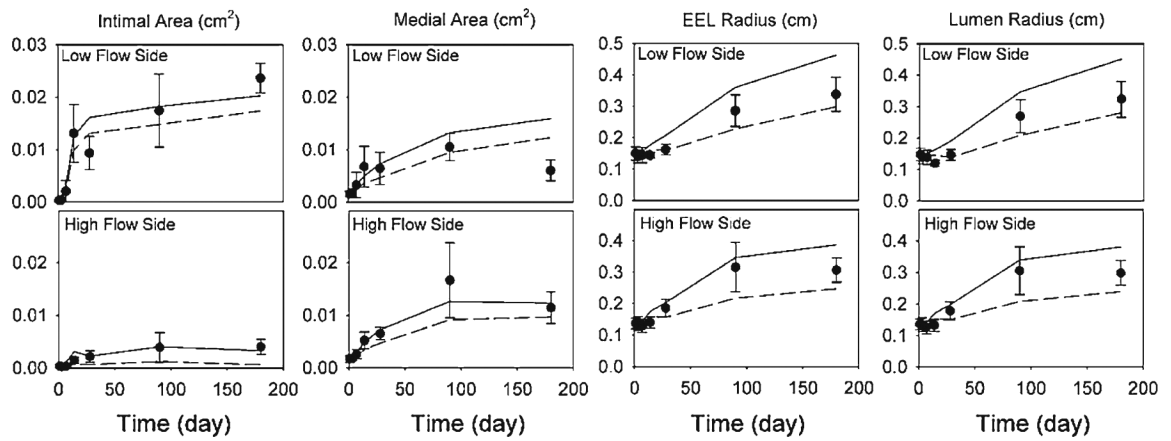 Intimal Area (cm²)
Medial Area (cm²)
EEL Radius (cm)
Lumen Radius (cm)
0.03
0.02
0.01
0.00
Low Flow Side
0.03
0.02
0.01
0.00
Low Flow Side
0.5
0.4
0.3
0.2
0.1
0.0
Low Flow Side
0.5
0.4
0.3
0.2
0.1
0.0
Low Flow Side
0.02
0.01
0.00
High Flow Side
0.02
0.01
0.00
High Flow Side
0.4
0.3
0.2
0.1
0.0
High Flow Side
0.4
0.3
0.2
0.1
0.0
High Flow Side
0 50 100 150 200
0 50 100 150 200
0 50 100 150 200
0 50 100 150 200
Time (day)
Time (day)
Time (day)
Time (day)